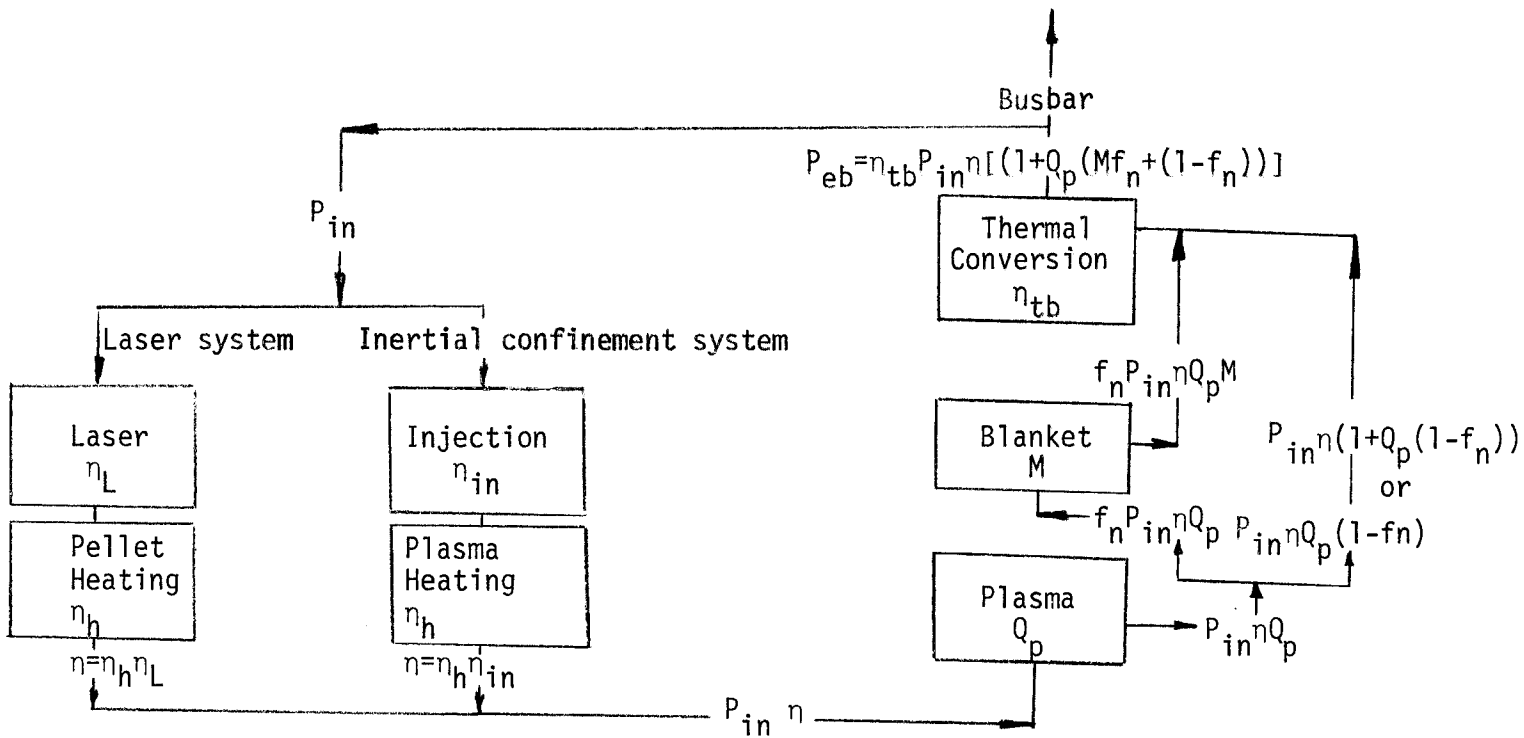 Busbar
P_eb=η_tb P_in η[(1+Q_p(Mf_n+(1-f_n))]
P_in
Thermal
Conversion
η_tb
Laser system
Inertial confinement system
f_n P_in ηQ_p M
Laser
η_L
Injection
η_in
Blanket
M
P_in η(1+Q_p(1-f_n))
or
f_n P_in ηQ_p
P_in ηQ_p(1-fn)
Pellet
Heating
η_h
Plasma
Heating
η_h
Plasma
Q_p
P_in ηQ_p
η=η_h η_L
η=η_h η_in
P_in η